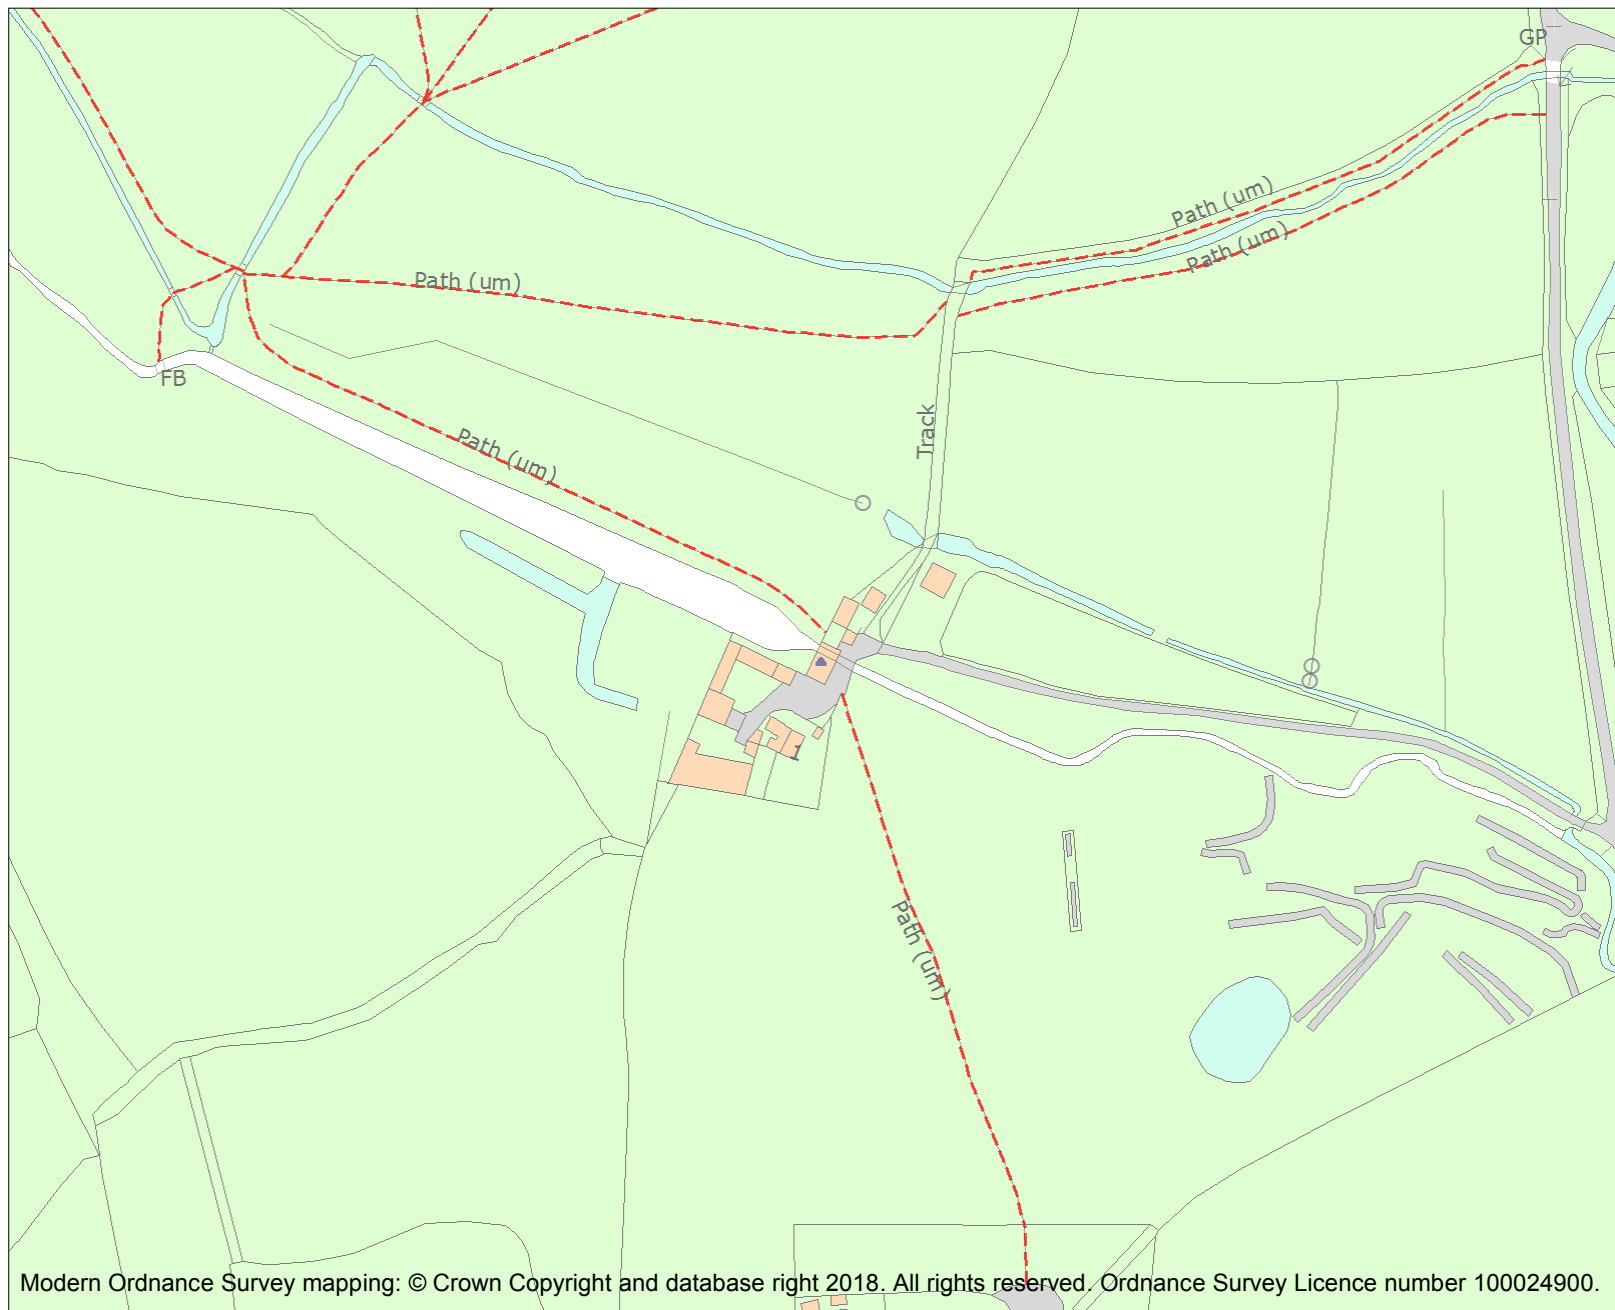 GP
Path (um)
Path (um)
Path (um)
FB
Track
Path (um)
1
Path (um)
Modern Ordnance Survey mapping: © Crown Copyright and database right 2018. All rights reserved. Ordnance Survey Licence number 100024900.